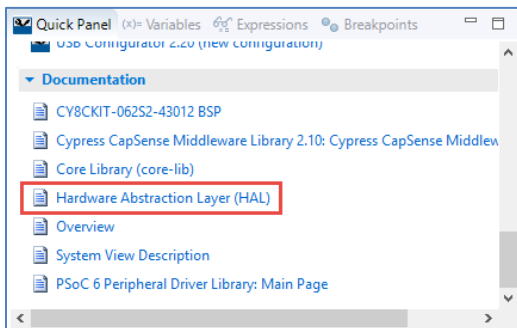 Quick Panel (x)= Variables Expressions Breakpoints
USB Configurator 2.20 (new configuration)
Documentation
CY8CKIT-062S2-43012 BSP
Cypress CapSense Middleware Library 2.10: Cypress CapSense Middlew
Core Library (core-lib)
Hardware Abstraction Layer (HAL)
Overview
System View Description
PSoC 6 Peripheral Driver Library: Main Page